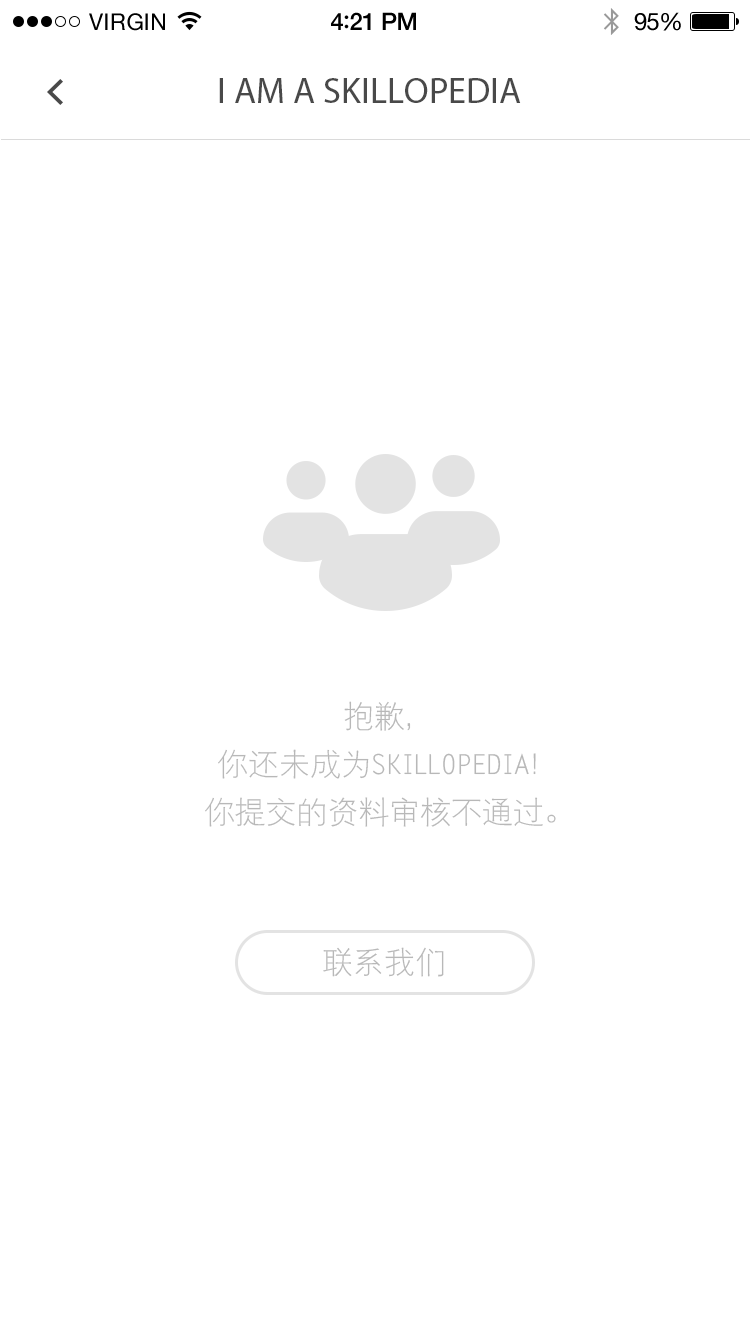 VIRGIN 4:21 PM 95%
I AM A SKILLOPEDIA
抱歉,
你还未成为SKILLOPEDIA!
你提交的资料审核不通过。
联系我们